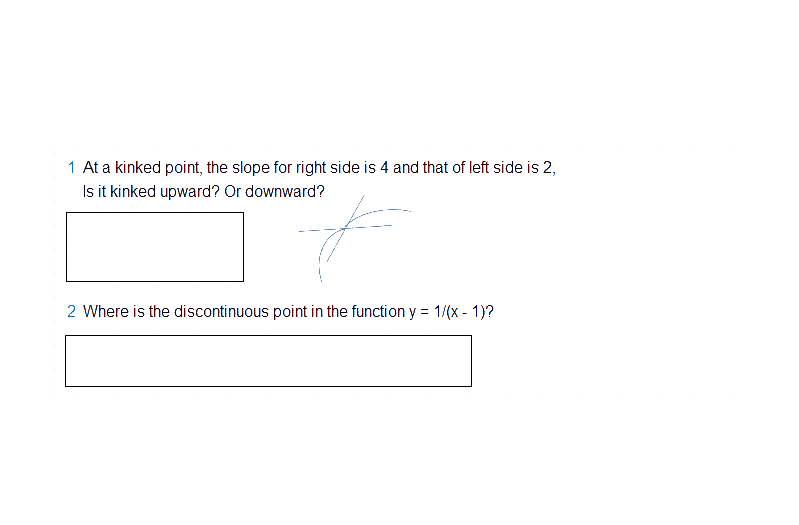 1 At a kinked point, the slope for right side is 4 and that of left side is 2,
Is it kinked upward? Or downward?
2 Where is the discontinuous point in the function y = 1/(x - 1)?